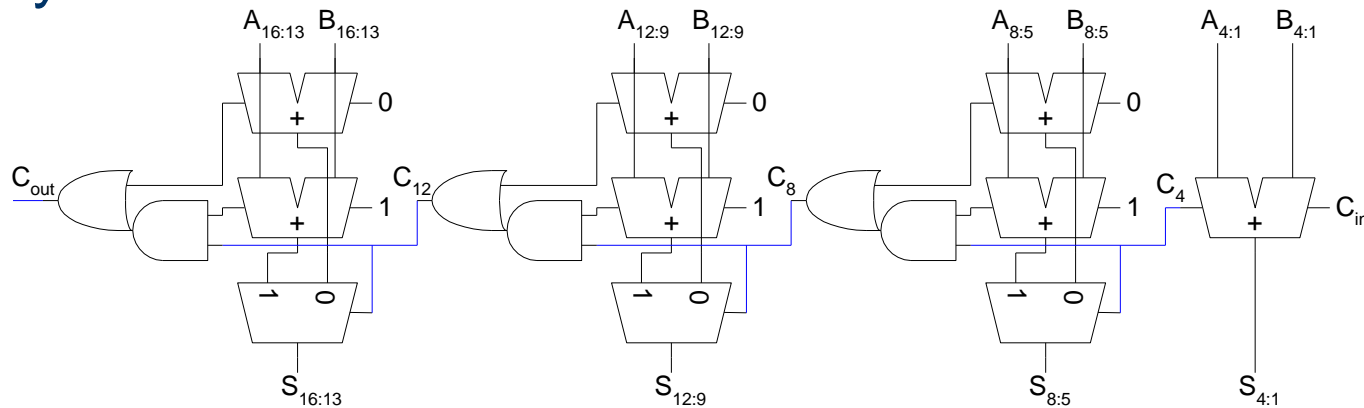 A16:13 B16:13 A12:9 B12:9 A8:5 B8:5 A4:1 B4:1
0 0 0
+ + +
Cout C12 C8 C4
1 1 1 Cin
+ + + +
1 0 1 0 1 0
S16:13 S12:9 S8:5 S4:1